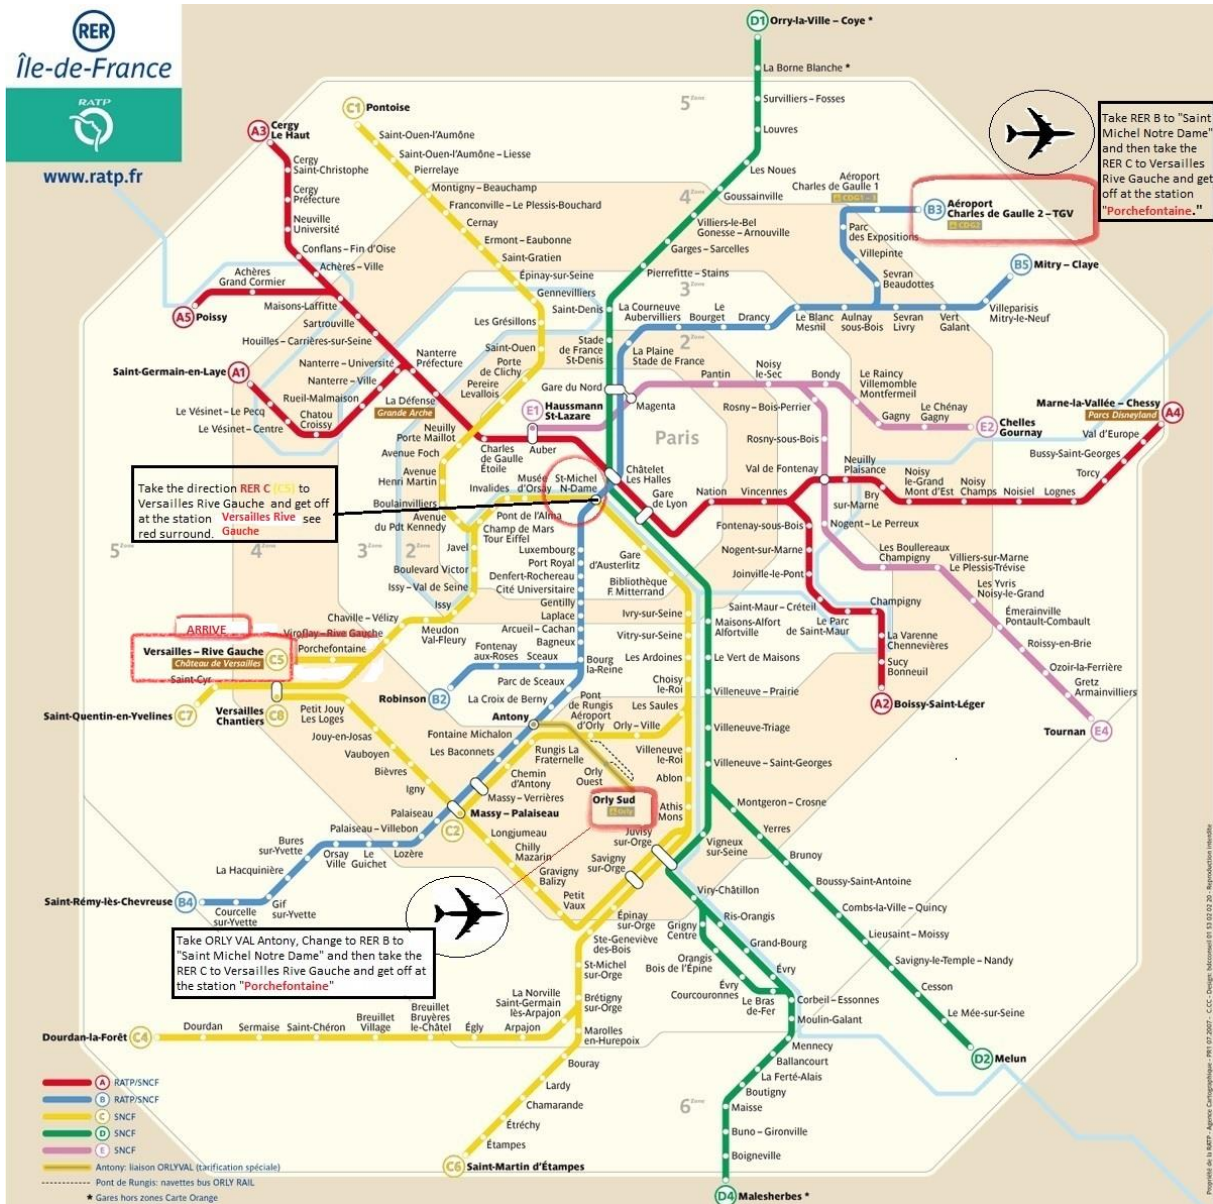 RER
Île-de-France
RATP
www.ratp.fr
D1 Orry-la-Ville – Coye *
La Borne Blanche *
Survilliers – Fosses
Louvres
Les Noues
Goussainville
Villiers-le-Bel
Gonesse – Arnouville
Garges – Sarcelles
Pierrefitte – Stains
5 Zone
4 Zone
3 Zone
2 Zone
Take RER B to "Saint
Michel Notre Dame"
and then take the
RER C to Versailles
Rive Gauche and get
off at the station
"Porchefontaine."
C1 Pontoise
Saint-Ouen-l'Aumône
Saint-Ouen-l'Aumône – Liesse
Pierrelaye
Montigny – Beauchamp
Franconville – Le Plessis-Bouchard
Cernay
Ermont – Eaubonne
Saint-Gratien
Épinay-sur-Seine
Gennevilliers
Les Grésillons
Saint-Ouen
Porte
de Clichy
Pereire
Levallois
A3 Cergy
Le Haut
Cergy
Saint-Christophe
Cergy
Préfecture
Neuville
Université
Conflans – Fin d'Oise
Achères – Ville
Achères
Grand Cormier
A5 Poissy
Maisons-Laffitte
Sartrouville
Houilles – Carrières-sur-Seine
Nanterre – Université
Nanterre
Préfecture
Nanterre – Ville
Rueil-Malmaison
Chatou
Croissy
Saint-Germain-en-Laye A1
Le Vésinet – Le Pecq
Le Vésinet – Centre
La Défense
Grande Arche
Aéroport
Charles de Gaulle 1
B3 Aéroport
Charles de Gaulle 2 – TGV
CDG2
Parc
des Expositions
Villepinte
Sevran
Beaudottes
B5 Mitry – Claye
Villeparisis
Mitry-le-Neuf
Vert
Galant
Sevran
Livry
Aulnay
sous-Bois
Le Blanc
Mesnil
Drancy
Le
Bourget
La Courneuve
Aubervilliers
La Plaine
Stade de France
Saint-Denis
Stade
de France
St-Denis
Gare du Nord
Magenta
E1 Haussmann
St-Lazare
Auber
Paris
Pantin
Noisy
le-Sec
Bondy
Le Raincy
Villemomble
Montfermeil
Gagny
Le Chénay
Gagny
E2 Chelles
Gournay
Rosny – Bois-Perrier
Rosny-sous-Bois
Val de Fontenay
Marne-la-Vallée – Chessy A4
Parcs Disneyland
Val d'Europe
Bussy-Saint-Georges
Torcy
Lognes
Noisiel
Noisy
Champs
Noisy
le-Grand
Mont d'Est
Bry
sur-Marne
Neuilly
Plaisance
Neuilly
Porte Maillot
Avenue Foch
Avenue
Henri Martin
Boulainvilliers
Avenue
du Pdt Kennedy
Charles
de Gaulle
Étoile
Musée
d'Orsay
Invalides
St-Michel
N-Dame
Châtelet
Les Halles
Gare
de Lyon
Nation
Vincennes
Pont de l'Alma
Champ de Mars
Tour Eiffel
Javel
Boulevard Victor
Issy – Val de Seine
Issy
Take the direction RER C (C5) to
Versailles Rive Gauche and get off
at the station Versailles Rive see
red surround. Gauche
5 Zone
4 Zone
3 Zone
2 Zone
Fontenay-sous-Bois
Nogent-sur-Marne
Joinville-le-Pont
Saint-Maur – Créteil
Le Parc
de Saint-Maur
Champigny
La Varenne
Chennevières
Sucy
Bonneuil
A2 Boissy-Saint-Léger
Nogent – Le Perreux
Les Boullereaux
Champigny
Villiers-sur-Marne
Le Plessis-Trévise
Les Yvris
Noisy-le-Grand
Émerainville
Pontault-Combault
Roissy-en-Brie
Ozoir-la-Ferrière
Gretz
Armainvilliers
Tournan E4
Luxembourg
Port Royal
Denfert-Rochereau
Cité Universitaire
Gentilly
Laplace
Arcueil – Cachan
Bagneux
Bourg
la-Reine
Fontenay
aux-Roses
Sceaux
Robinson B2
Parc de Sceaux
La Croix de Berny
Antony
Fontaine Michalon
Les Baconnets
Massy – Verrières
Massy – Palaiseau
C2
Gare
d'Austerlitz
Bibliothèque
F. Mitterrand
Ivry-sur-Seine
Vitry-sur-Seine
Les Ardoines
Choisy
le-Roi
Villeneuve
le-Roi
Ablon
Athis
Mons
Juvisy
sur-Orge
Maisons-Alfort
Alfortville
Le Vert de Maisons
Villeneuve – Prairie
Villeneuve-Triage
Villeneuve – Saint-Georges
ARRIVE
Versailles – Rive Gauche C5
Château de Versailles
Viroflay – Rive Gauche
Porchefontaine
Chaville – Vélizy
Meudon
Val-Fleury
Saint-Cyr
Saint-Quentin-en-Yvelines C7
Versailles C8
Chantiers
Petit Jouy
Les Loges
Jouy-en-Josas
Vauboyen
Bièvres
Igny
Pont
de Rungis
Aéroport
d'Orly
Les Saules
Orly – Ville
Rungis La
Fraternelle
Chemin
d'Antony
Orly
Ouest
Orly Sud
Palaiseau
Palaiseau – Villebon
Lozère
Le
Guichet
Orsay
Ville
Bures
sur-Yvette
La Hacquinière
Gif
sur-Yvette
Courcelle
sur-Yvette
Saint-Rémy-lès-Chevreuse B4
Longjumeau
Chilly
Mazarin
Gravigny
Balizy
Petit
Vaux
Savigny
sur-Orge
Épinay
sur-Orge
Ste-Geneviève
des-Bois
St-Michel
sur-Orge
Brétigny
sur-Orge
Marolles
en-Hurepoix
Bouray
Lardy
Chamarande
Étréchy
Étampes
C6 Saint-Martin d'Étampes
Take ORLY VAL Antony, Change to RER B to
"Saint Michel Notre Dame" and then take the
RER C to Versailles Rive Gauche and get off at
the station "Porchefontaine"
La Norville
Saint-Germain
lès-Arpajon
Arpajon
Égly
Breuillet
Bruyères
le-Châtel
Breuillet
Village
Saint-Chéron
Sermaise
Dourdan
Dourdan-la-Forêt C4
Vigneux
sur-Seine
Viry-Châtillon
Ris-Orangis
Grand-Bourg
Évry
Grigny
Centre
Orangis
Bois de l'Épine
Évry
Courcouronnes
Le Bras
de-Fer
Corbeil – Essonnes
Moulin-Galant
Mennecy
Ballancourt
La Ferté-Alais
Boutigny
Maisse
Buno – Gironville
Boigneville
D4 Malesherbes *
6 Zone
Montgeron – Crosne
Yerres
Brunoy
Boussy-Saint-Antoine
Combs-la-Ville – Quincy
Lieusaint – Moissy
Savigny-le-Temple – Nandy
Cesson
Le Mée-sur-Seine
D2 Melun
A RATP/SNCF
B RATP/SNCF
C SNCF
D SNCF
E SNCF
Antony: liaison ORLYVAL (tarification spéciale)
Pont de Rungis: navettes bus ORLY RAIL
* Gares hors zones Carte Orange